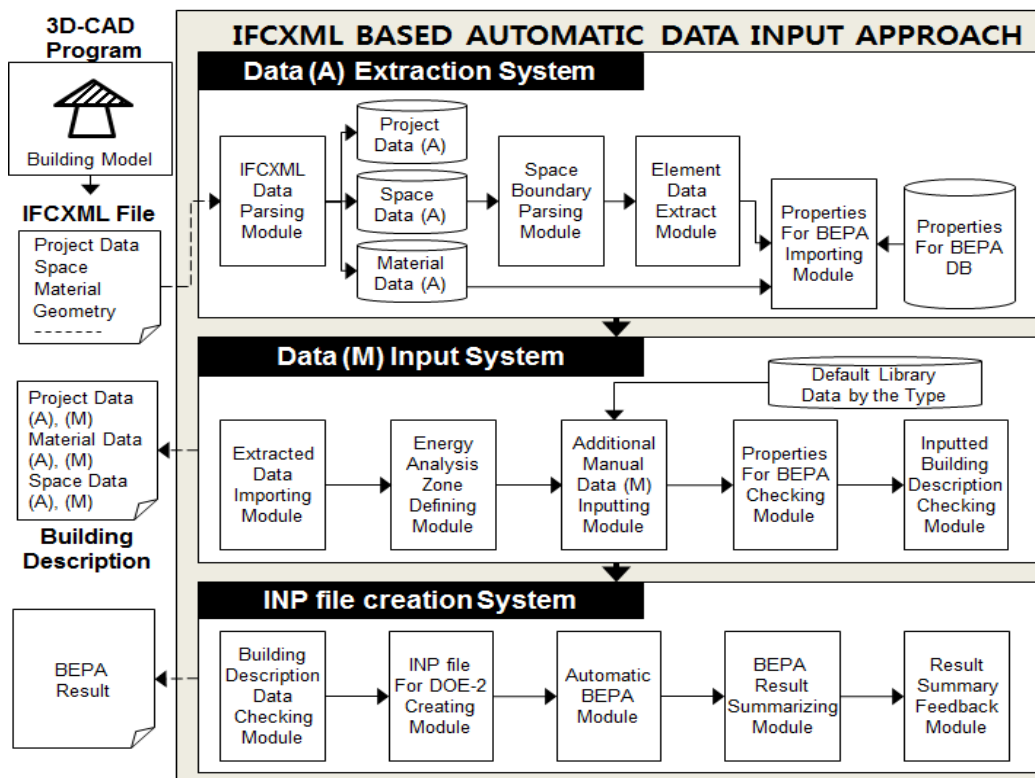 3D-CAD
Program
Building Model
IFCXML File
Project Data
Space
Material
Geometry
-------
IFCXML BASED AUTOMATIC DATA INPUT APPROACH
Data (A) Extraction System
IFCXML
Data
Parsing
Module
Project
Data (A)
Space
Data (A)
Material
Data (A)
Space
Boundary
Parsing
Module
Element
Data
Extract
Module
Properties
For BEPA
Importing
Module
Properties
For BEPA
DB
Data (M) Input System
Default Library
Data by the Type
Project Data
(A), (M)
Material Data
(A), (M)
Space Data
(A), (M)
Building
Description
Extracted
Data
Importing
Module
Energy
Analysis
Zone
Defining
Module
Additional
Manual
Data (M)
Inputting
Module
Properties
For BEPA
Checking
Module
Inputted
Building
Description
Checking
Module
INP file creation System
BEPA
Result
Building
Description
Data
Checking
Module
INP file
For DOE-2
Creating
Module
Automatic
BEPA
Module
BEPA
Result
Summarizing
Module
Result
Summary
Feedback
Module